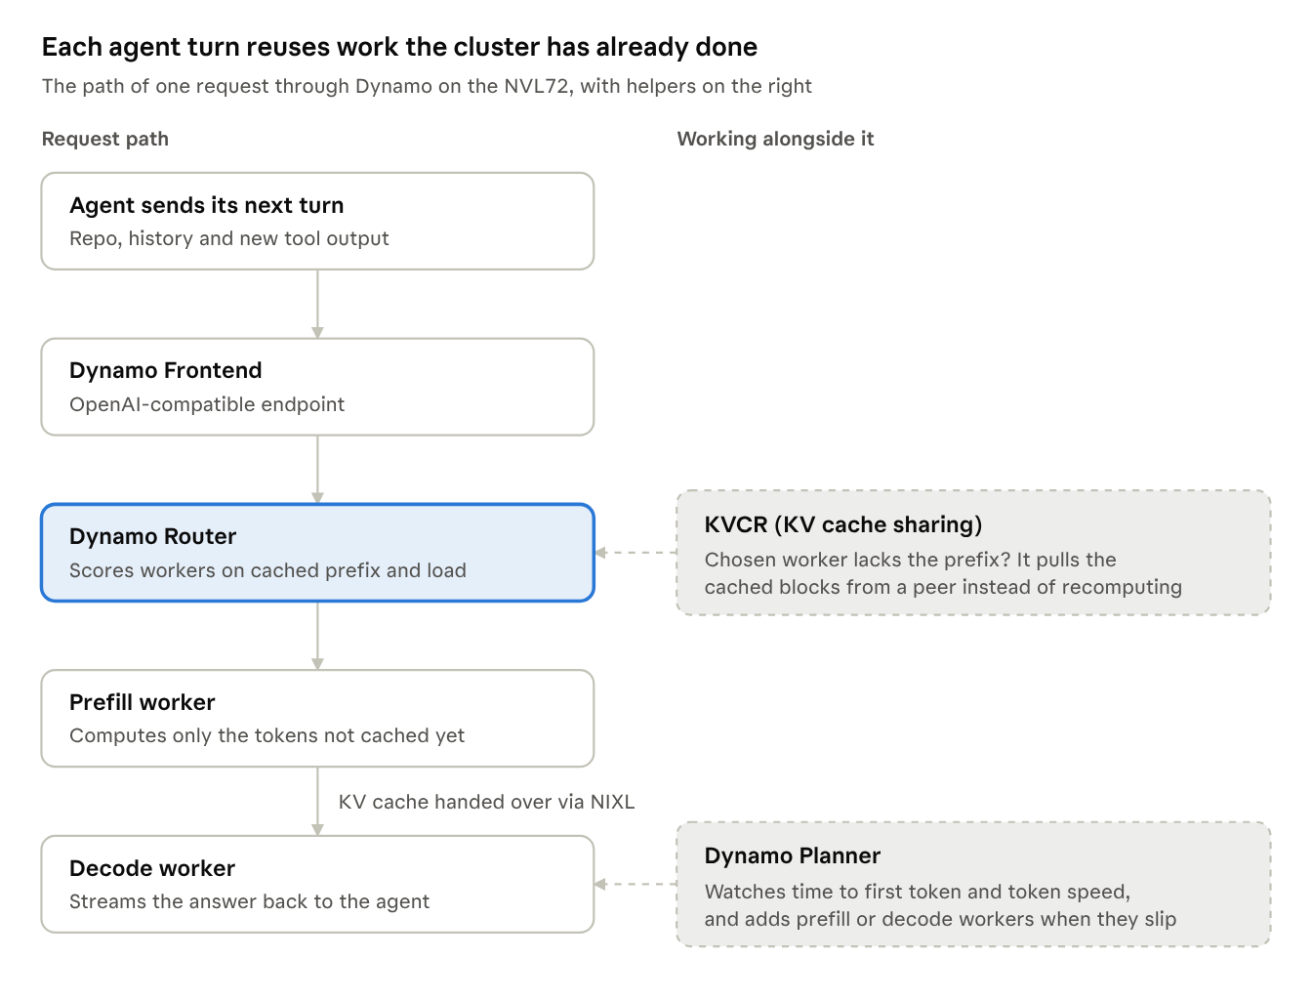 Each agent turn reuses work the cluster has already done
The path of one request through Dynamo on the NVL72, with helpers on the right
Request path
Working alongside it
Agent sends its next turn
Repo, history and new tool output
Dynamo Frontend
OpenAI-compatible endpoint
Dynamo Router
Scores workers on cached prefix and load
KVCR (KV cache sharing)
Chosen worker lacks the prefix? It pulls the
cached blocks from a peer instead of recomputing
Prefill worker
Computes only the tokens not cached yet
KV cache handed over via NIXL
Decode worker
Streams the answer back to the agent
Dynamo Planner
Watches time to first token and token speed,
and adds prefill or decode workers when they slip